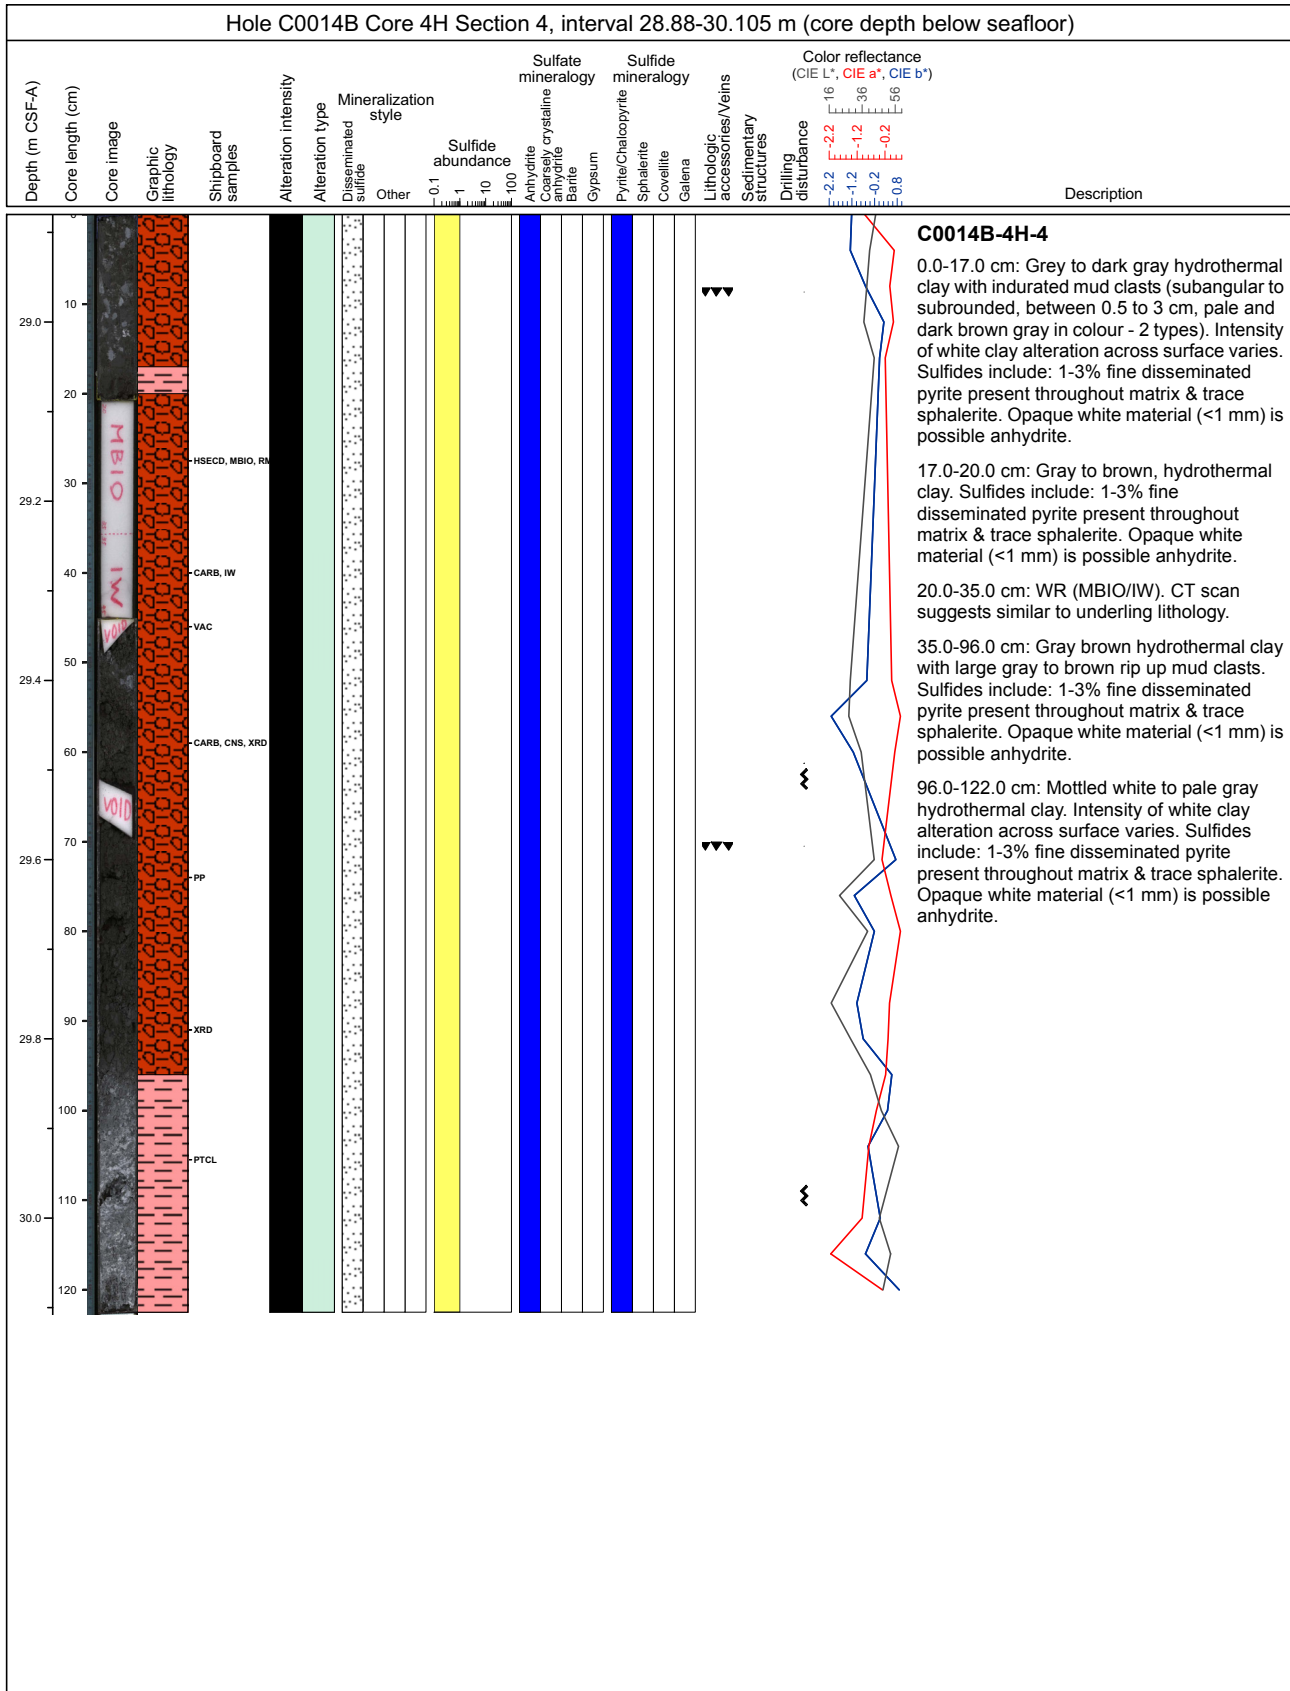 Hole C0014B Core 4H Section 4, interval 28.88-30.105 m (core depth below seafloor)
Depth (m CSF-A)
Core length (cm)
Core image
Graphic
lithology
Shipboard
samples
Alteration intensity
Alteration type
Mineralization
style
Disseminated
sulfide
Other
Sulfide
abundance
0.1
1
10
100
Sulfate
mineralogy
Anhydrite
Coarsely crystaline
anhydrite
Barite
Gypsum
Sulfide
mineralogy
Pyrite/Chalcopyrite
Sphalerite
Covellite
Galena
Lithologic
accessories/Veins
Sedimentary
structures
Drilling
disturbance
Color reflectance
(CIE L*, CIE a*, CIE b*)
16
36
56
-2.2
-1.2
-0.2
-2.2
-1.2
-0.2
0.8
Description
29.0
29.2
29.4
29.6
29.8
30.0
10
20
30
40
50
60
70
80
90
100
110
120
MBIO
IW
VOID
VOID
HSECD, MBIO, RM
CARB, IW
VAC
CARB, CNS, XRD
PP
XRD
PTCL
C0014B-4H-4
0.0-17.0 cm: Grey to dark gray hydrothermal
clay with indurated mud clasts (subangular to
subrounded, between 0.5 to 3 cm, pale and
dark brown gray in colour - 2 types). Intensity
of white clay alteration across surface varies.
Sulfides include: 1-3% fine disseminated
pyrite present throughout matrix & trace
sphalerite. Opaque white material (<1 mm) is
possible anhydrite.
17.0-20.0 cm: Gray to brown, hydrothermal
clay. Sulfides include: 1-3% fine
disseminated pyrite present throughout
matrix & trace sphalerite. Opaque white
material (<1 mm) is possible anhydrite.
20.0-35.0 cm: WR (MBIO/IW). CT scan
suggests similar to underling lithology.
35.0-96.0 cm: Gray brown hydrothermal clay
with large gray to brown rip up mud clasts.
Sulfides include: 1-3% fine disseminated
pyrite present throughout matrix & trace
sphalerite. Opaque white material (<1 mm) is
possible anhydrite.
96.0-122.0 cm: Mottled white to pale gray
hydrothermal clay. Intensity of white clay
alteration across surface varies. Sulfides
include: 1-3% fine disseminated pyrite
present throughout matrix & trace sphalerite.
Opaque white material (<1 mm) is possible
anhydrite.